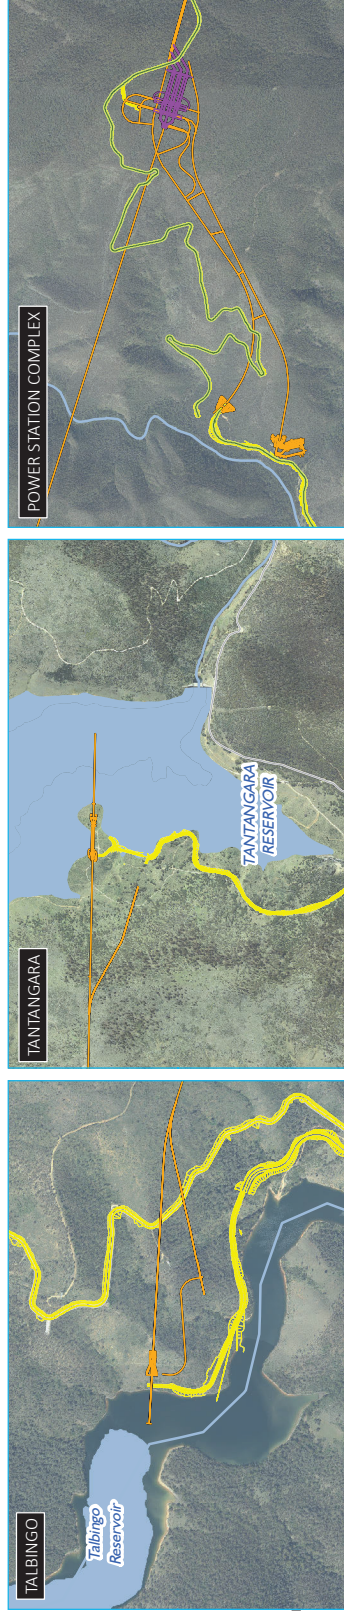 POWER STATION COMPLEX
TANTANGARA
TANTANGARA
RESERVOIR
TALBINGO
Talbingo
Reservoir